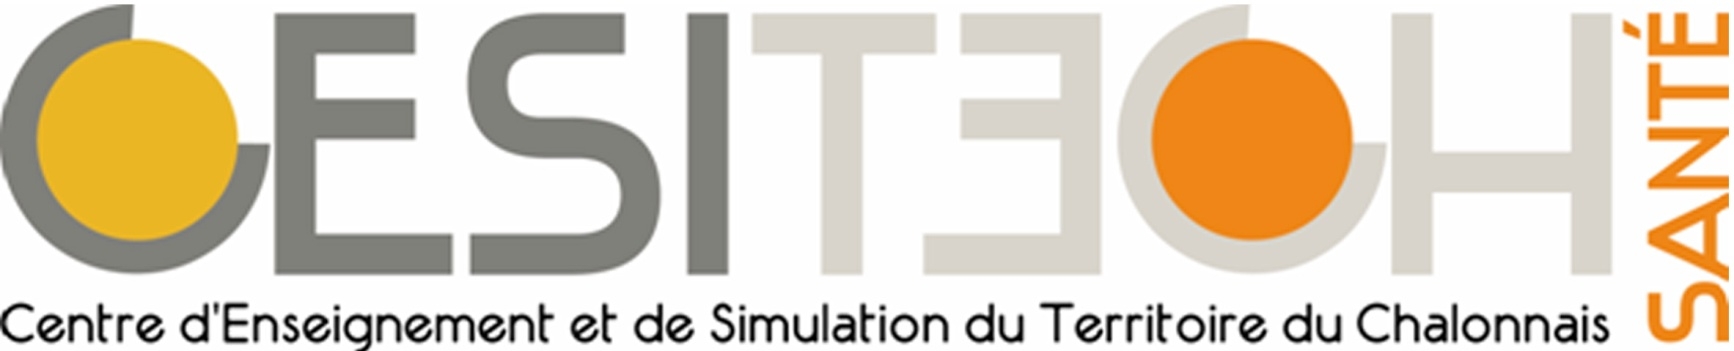 CESITECH
SANTÉ
Centre d'Enseignement et de Simulation du Territoire du Chalonnais